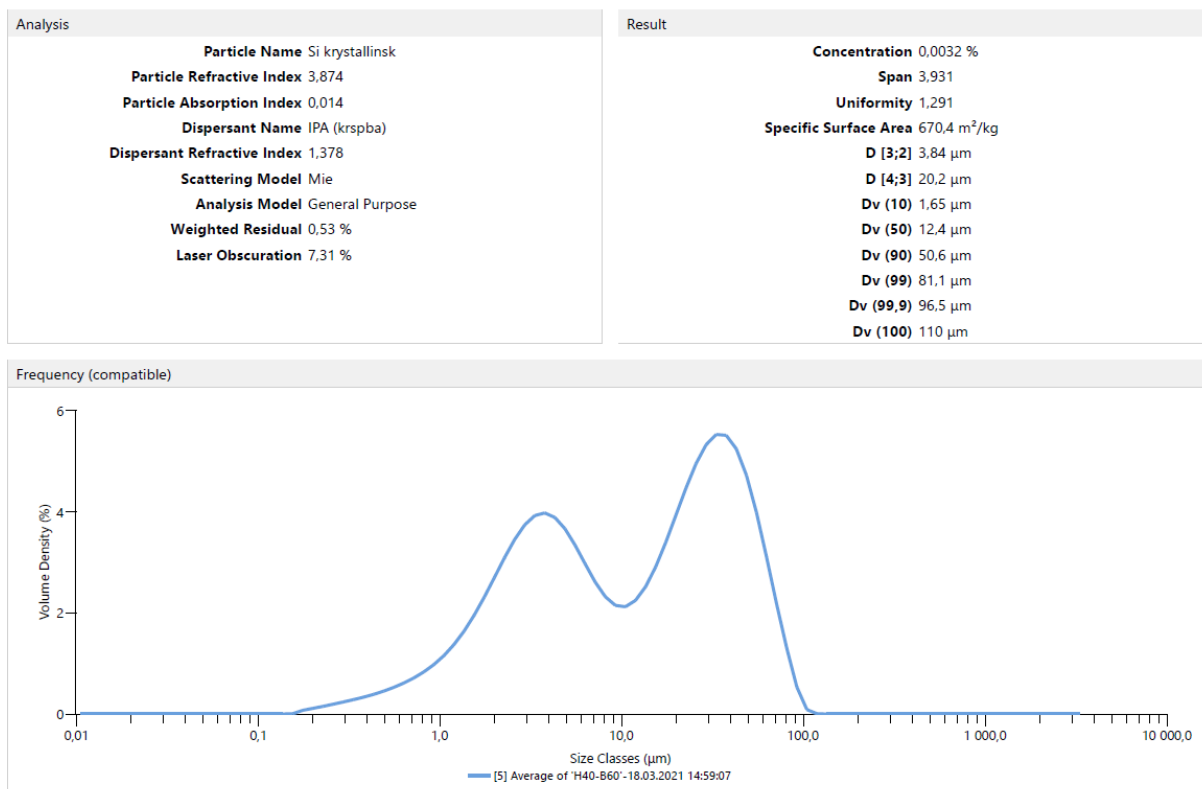 Analysis
Particle Name Si krystallinsk
Particle Refractive Index 3,874
Particle Absorption Index 0,014
Dispersant Name IPA (krspba)
Dispersant Refractive Index 1,378
Scattering Model Mie
Analysis Model General Purpose
Weighted Residual 0,53 %
Laser Obscuration 7,31 %
Result
Concentration 0,0032 %
Span 3,931
Uniformity 1,291
Specific Surface Area 670,4 m²/kg
D [3;2] 3,84 µm
D [4;3] 20,2 µm
Dv (10) 1,65 µm
Dv (50) 12,4 µm
Dv (90) 50,6 µm
Dv (99) 81,1 µm
Dv (99,9) 96,5 µm
Dv (100) 110 µm
Frequency (compatible)
Volume Density (%)
6
4
2
0
0,01 0,1 1,0 10,0 100,0 1 000,0 10 000,0
Size Classes (µm)
[5] Average of 'H40-B60'-18.03.2021 14:59:07